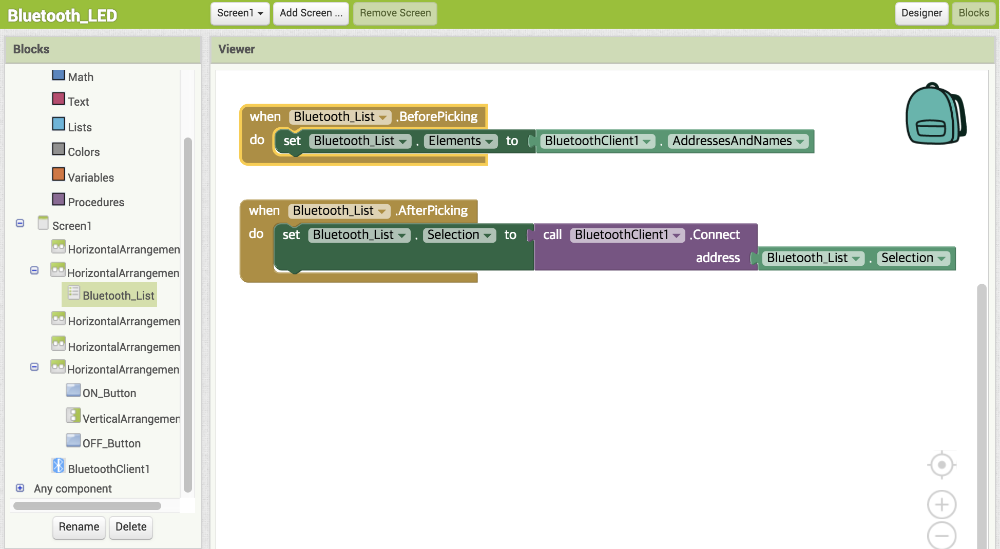 Bluetooth_LED
Screen1
Add Screen ...
Remove Screen
Designer
Blocks
Blocks
Math
Text
Lists
Colors
Variables
Procedures
Screen1
HorizontalArrangemen
HorizontalArrangemen
Bluetooth_List
HorizontalArrangemen
HorizontalArrangemen
HorizontalArrangemen
ON_Button
VerticalArrangemen
OFF_Button
BluetoothClient1
Any component
Rename
Delete
Viewer
when Bluetooth_List .BeforePicking
do set Bluetooth_List . Elements to BluetoothClient1 . AddressesAndNames
when Bluetooth_List .AfterPicking
do set Bluetooth_List . Selection to call BluetoothClient1 .Connect
address Bluetooth_List . Selection